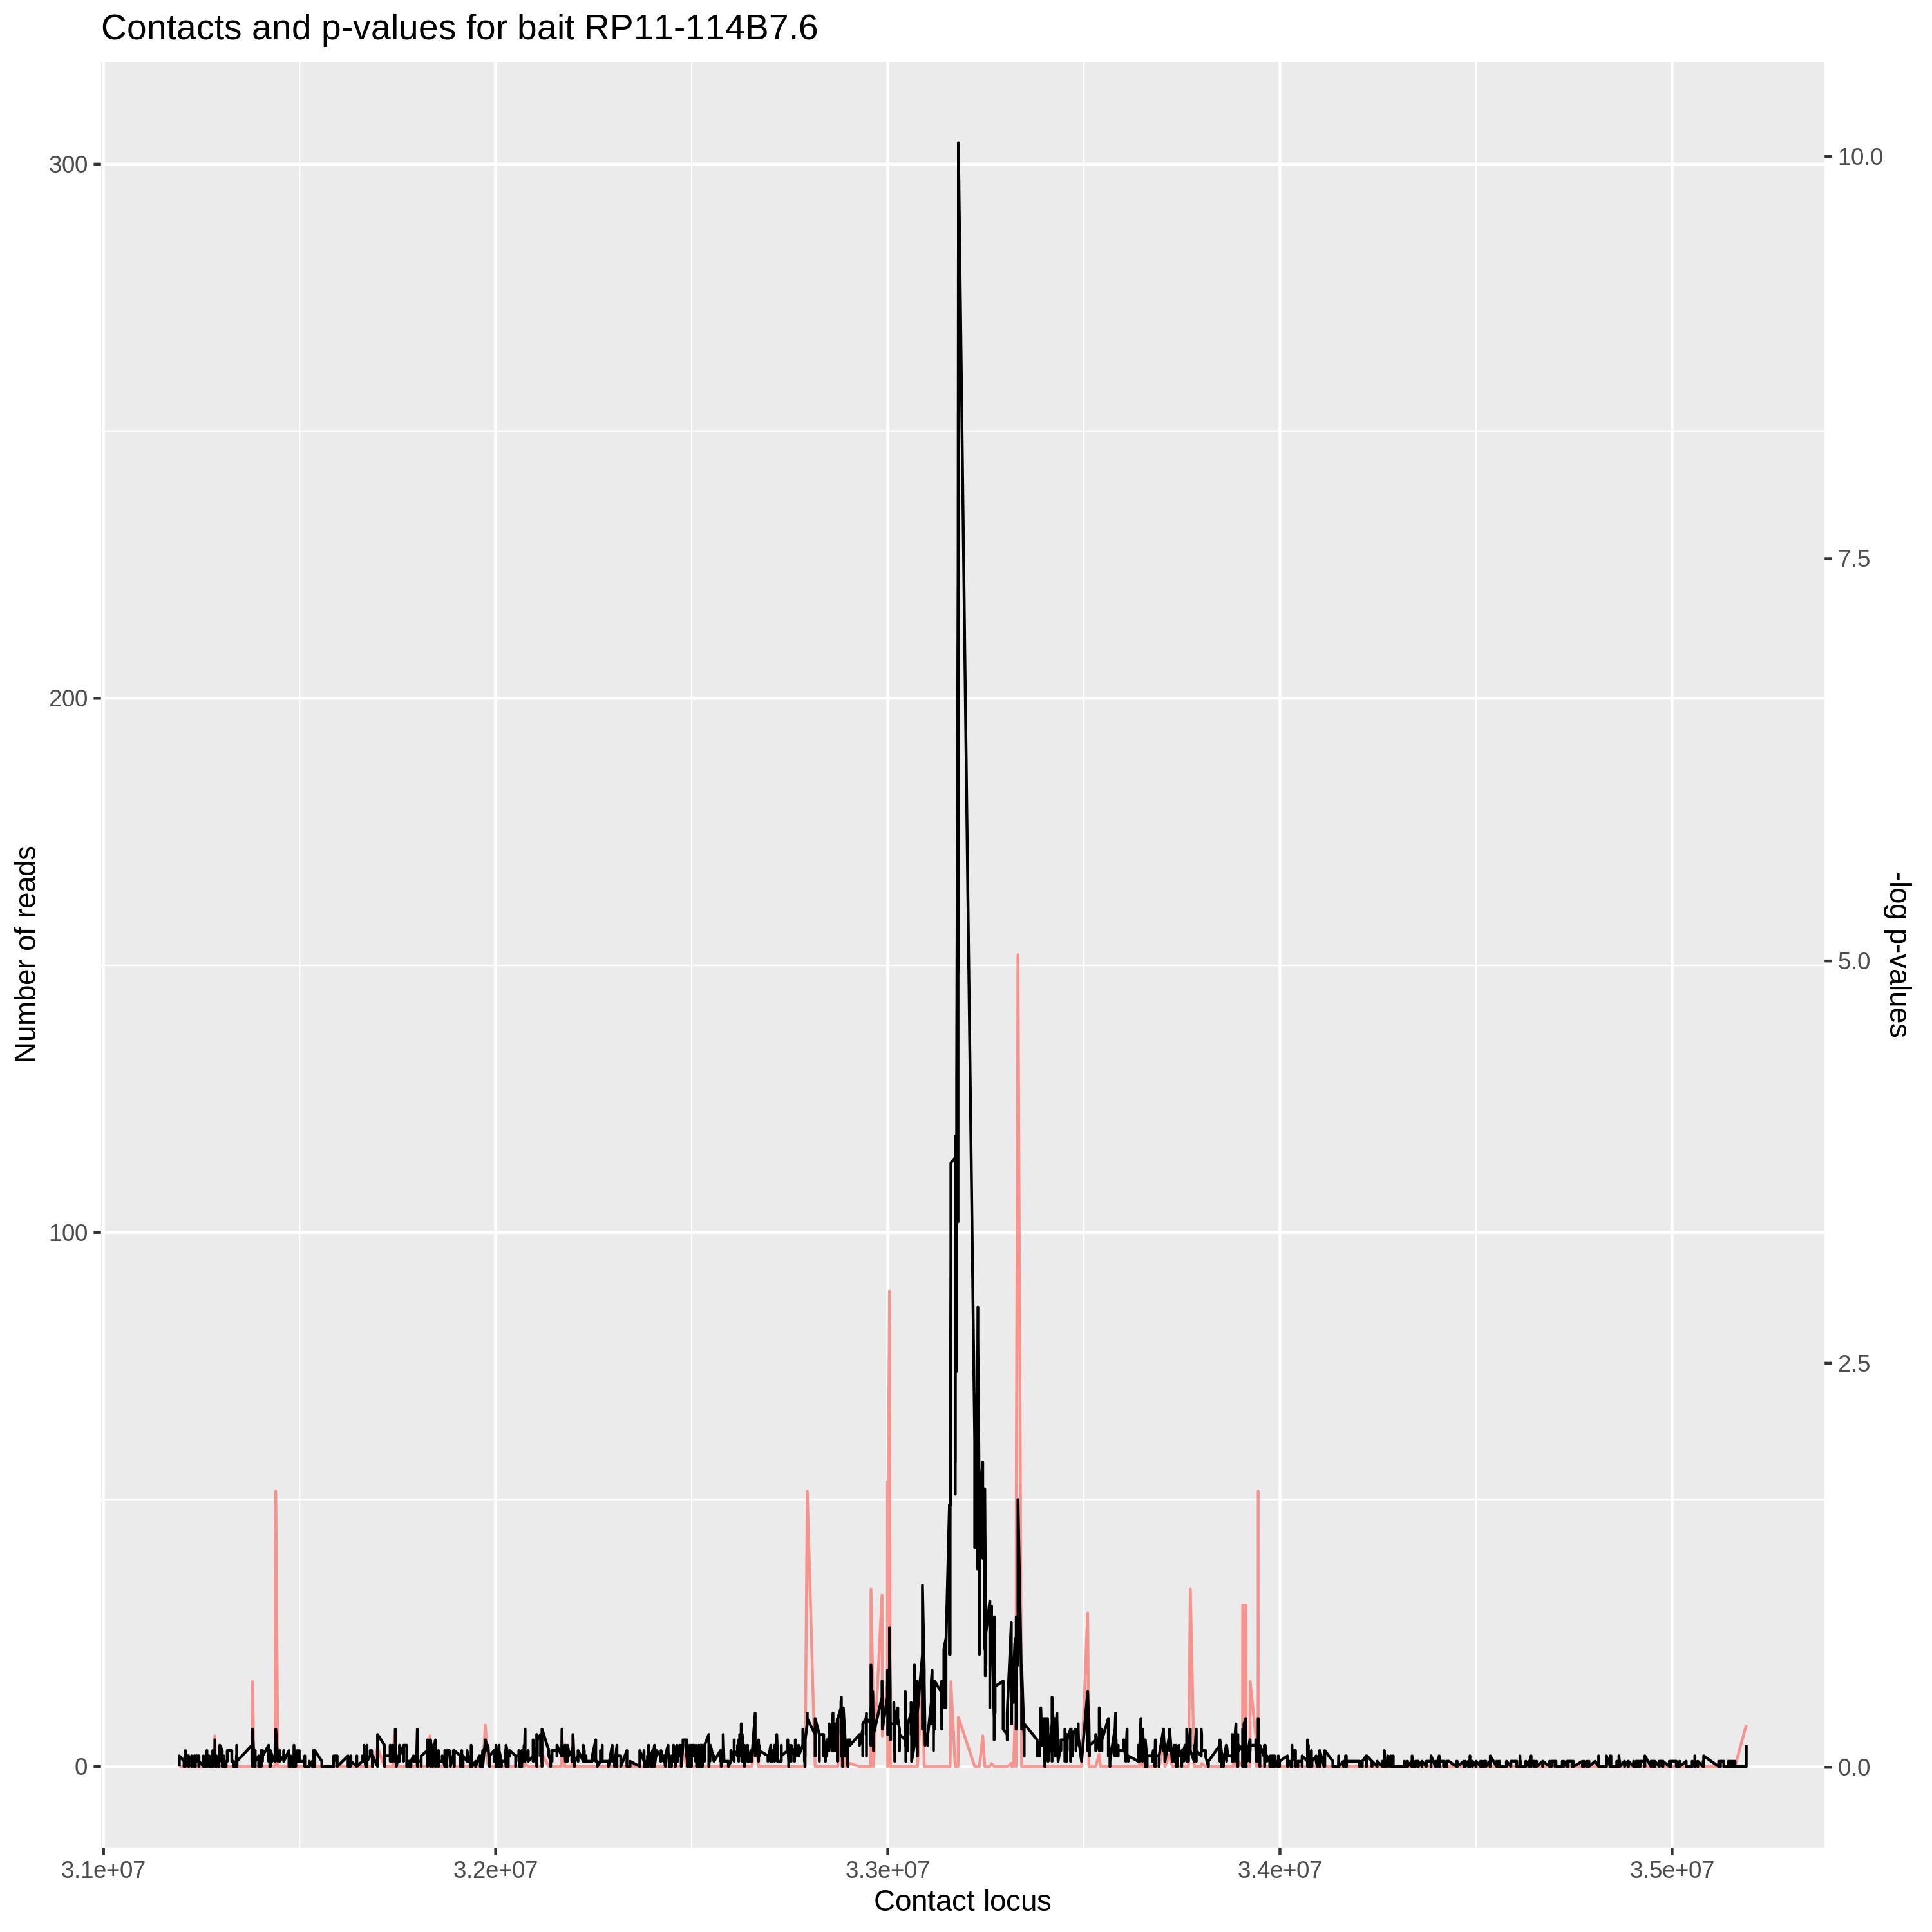 Contacts and p-values for bait RP11-114B7.6
300
200
100
0
Number of reads
10.0
7.5
5.0
2.5
0.0
-log p-values
3.1e+07 3.2e+07 3.3e+07 3.4e+07 3.5e+07
Contact locus